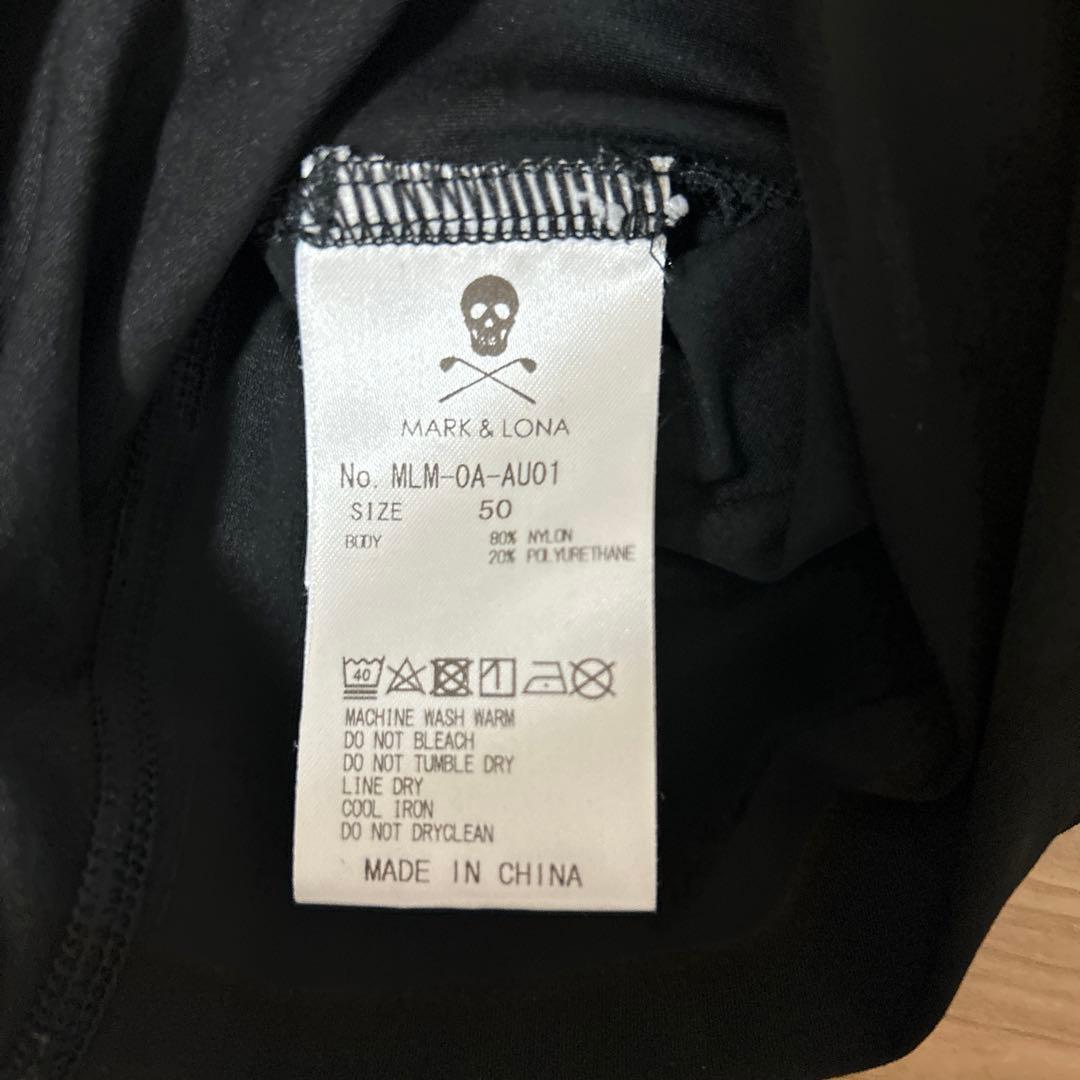 MARK & LONA
No. MLM-0A-AU01
SIZE 50
BODY 80% NYLON
20% POLYURETHANE
40
MACHINE WASH WARM
DO NOT BLEACH
DO NOT TUMBLE DRY
LINE DRY
COOL IRON
DO NOT DRYCLEAN
MADE IN CHINA